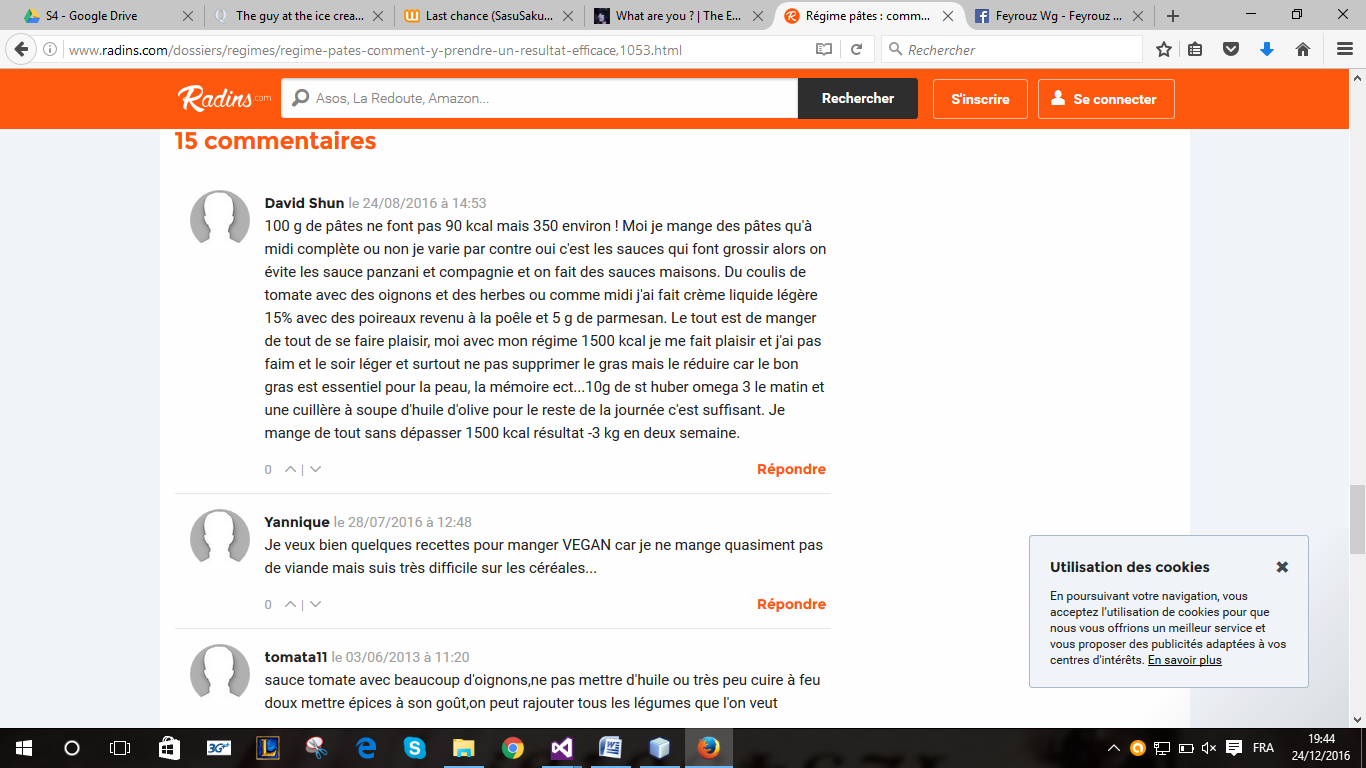 S4 - Google Drive
The guy at the ice crea...
Last chance (SasuSaku...
What are you ? | The E...
Régime pâtes : comm...
Feyrouz Wg - Feyrouz ...
www.radins.com/dossiers/regimes/regime-pates-comment-y-prendre-un-resultat-efficace,1053.html
Rechercher
Radins.com
Asos, La Redoute, Amazon...
Rechercher
S'inscrire
Se connecter
15 commentaires
David Shun le 24/08/2016 à 14:53
100 g de pâtes ne font pas 90 kcal mais 350 environ ! Moi je mange des pâtes qu'à
midi complète ou non je varie par contre oui c'est les sauces qui font grossir alors on
évite les sauce panzani et compagnie et on fait des sauces maisons. Du coulis de
tomate avec des oignons et des herbes ou comme midi j'ai fait crème liquide légère
15% avec des poireaux revenu à la poêle et 5 g de parmesan. Le tout est de manger
de tout de se faire plaisir, moi avec mon régime 1500 kcal je me fait plaisir et j'ai pas
faim et le soir léger et surtout ne pas supprimer le gras mais le réduire car le bon
gras est essentiel pour la peau, la mémoire ect...10g de st huber omega 3 le matin et
une cuillère à soupe d'huile d'olive pour le reste de la journée c'est suffisant. Je
mange de tout sans dépasser 1500 kcal résultat -3 kg en deux semaine.
0 |
Répondre
Yannique le 28/07/2016 à 12:48
Je veux bien quelques recettes pour manger VEGAN car je ne mange quasiment pas
de viande mais suis très difficile sur les céréales...
0 |
Répondre
tomata11 le 03/06/2013 à 11:20
sauce tomate avec beaucoup d'oignons,ne pas mettre d'huile ou très peu cuire à feu
doux mettre épices à son goût,on peut rajouter tous les légumes que l'on veut
Utilisation des cookies
En poursuivant votre navigation, vous
acceptez l'utilisation de cookies pour que
nous vous offrions un meilleur service et
vous proposer des publicités adaptées à vos
centres d'intérêts. En savoir plus
3G+
FRA
19:44
24/12/2016